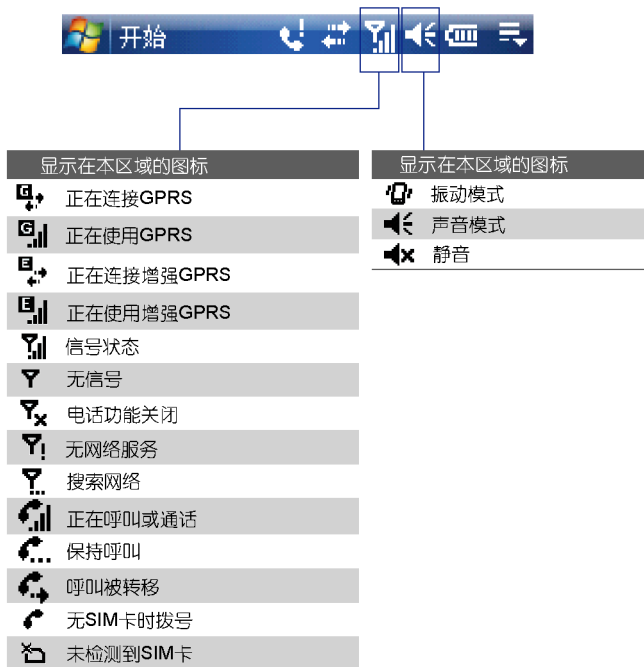 开始
显示在本区域的图标
正在连接GPRS
正在使用GPRS
正在连接增强GPRS
正在使用增强GPRS
信号状态
无信号
电话功能关闭
无网络服务
搜索网络
正在呼叫或通话
保持呼叫
呼叫被转移
无SIM卡时拨号
未检测到SIM卡
显示在本区域的图标
振动模式
声音模式
静音